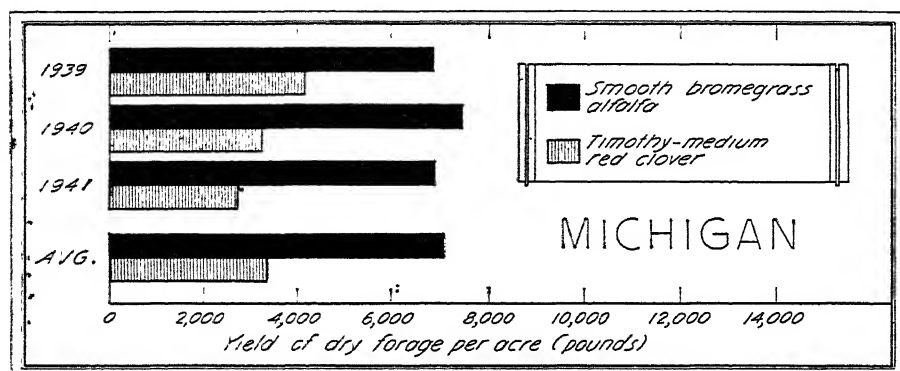 1939
1940
1941
AVG.
Smooth bromegrass
alfalfa
Timothy-medium
red clover
MICHIGAN
0 2,000 4,000 6,000 8,000 10,000 12,000 14,000
Yield of dry forage per acre (pounds)